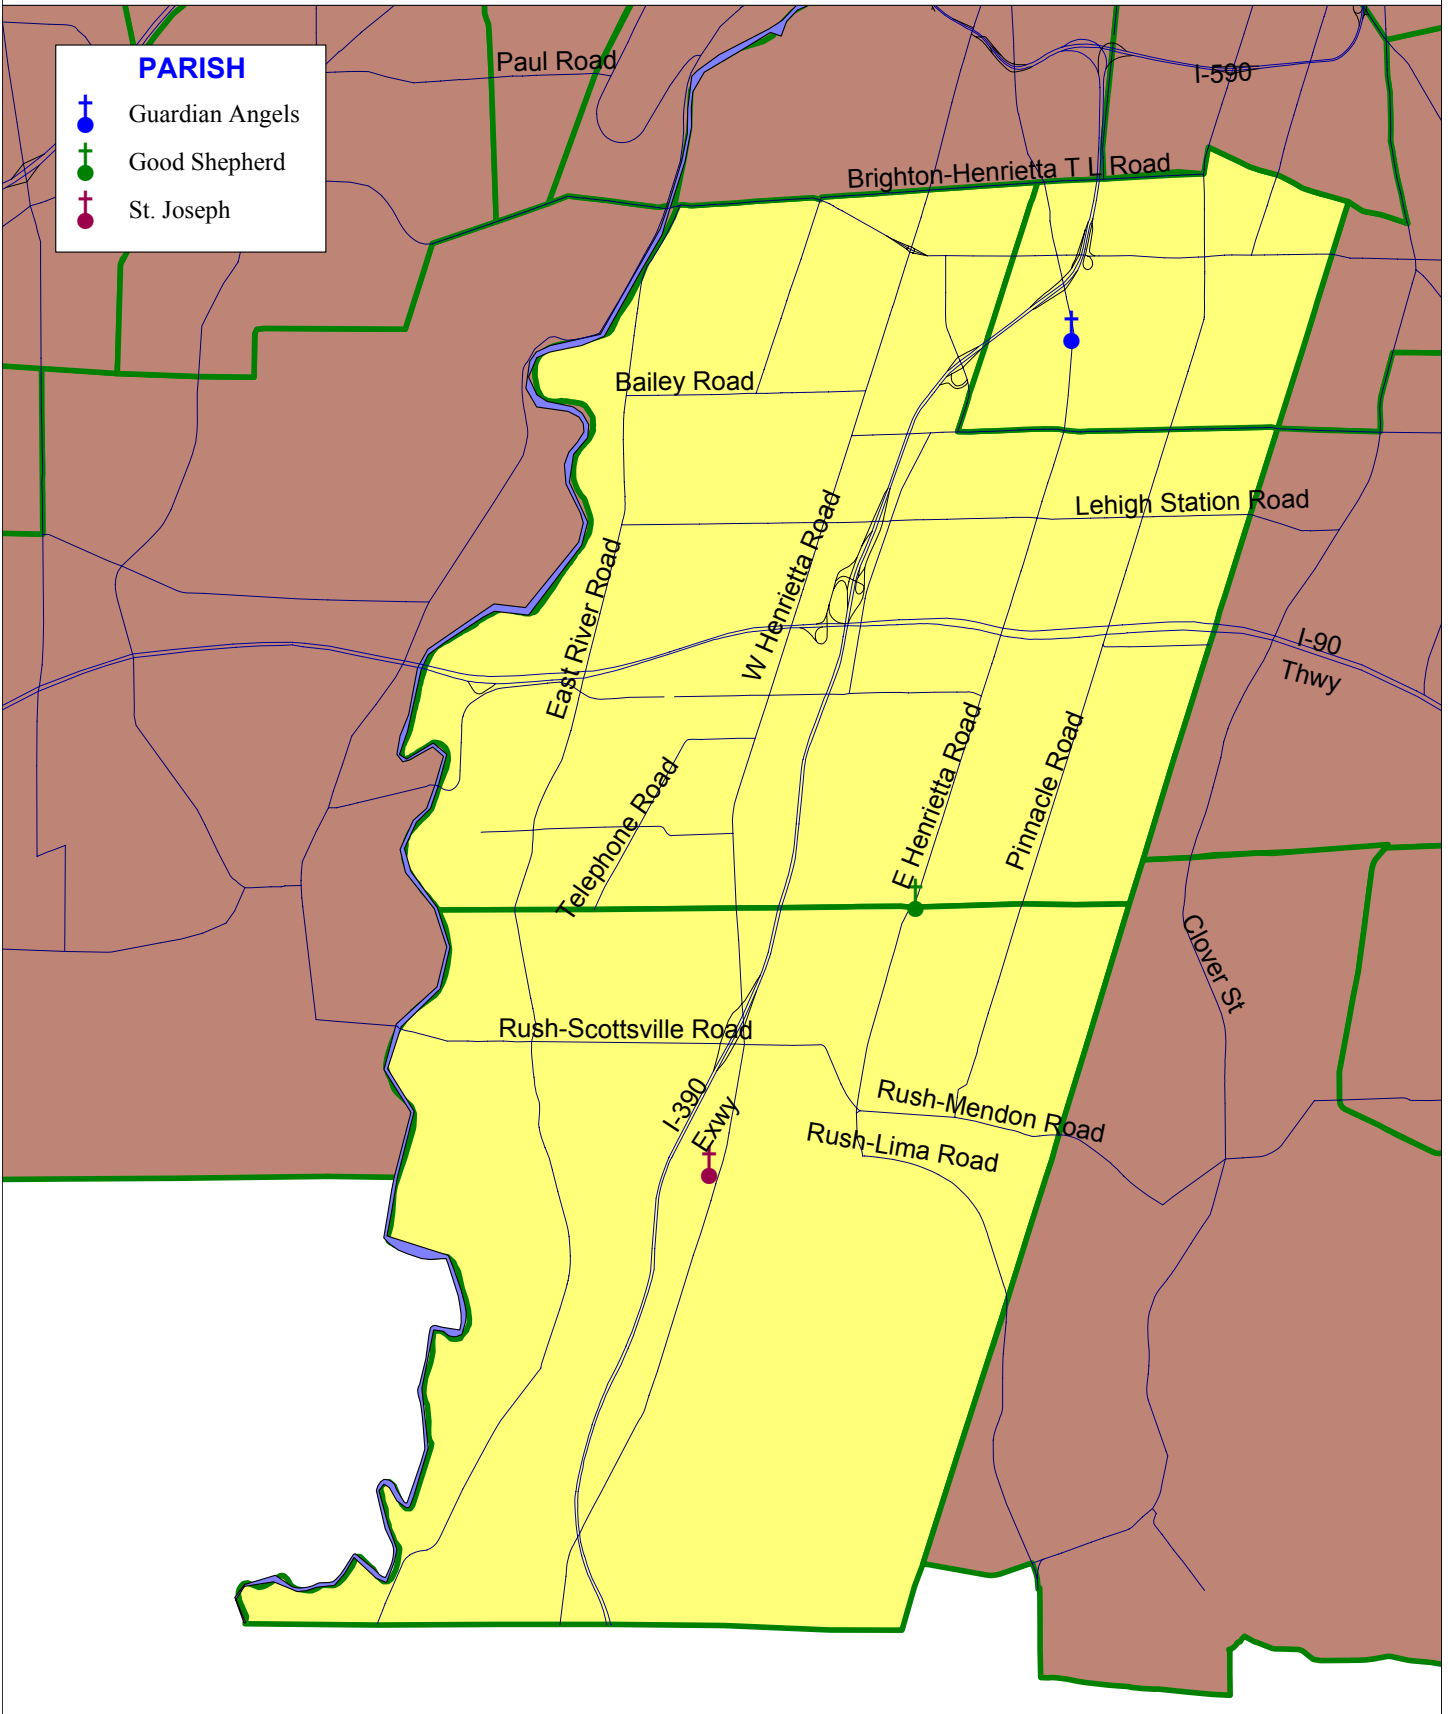 PARISH
Guardian Angels
Good Shepherd
St. Joseph
Paul Road
I-590
Brighton-Henrietta T L Road
Bailey Road
Lehigh Station Road
W Henrietta Road
East River Road
I-90
Thwy
E Henrietta Road
Pinnacle Road
Telephone Road
Clover St
Rush-Scottsville Road
I-390
Exwy
Rush-Mendon Road
Rush-Lima Road